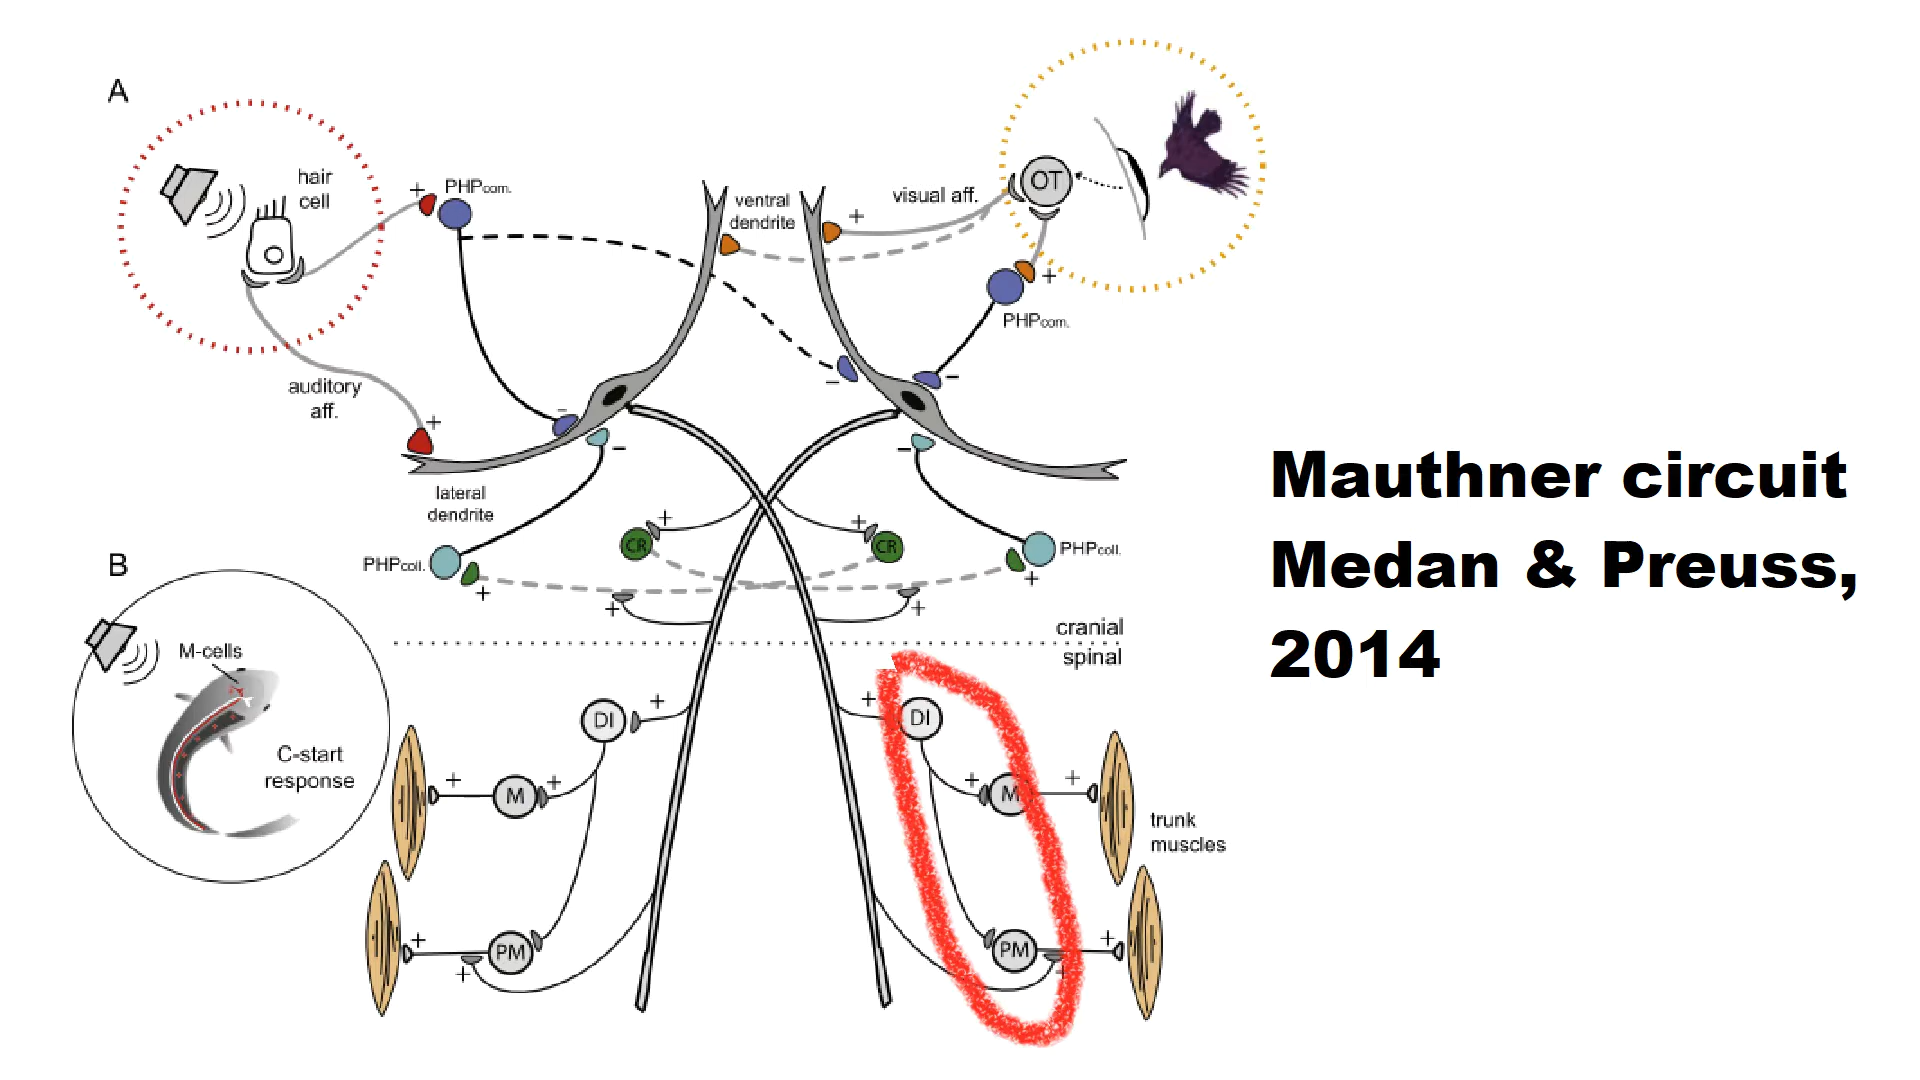 A
hair
cell
+
PHPcom.
ventral
dendrite
+
visual aff.
OT
+
PHPcom.
auditory
aff.
+
−
−
−
−
−
lateral
dendrite
+
+
CR
CR
PHPcoll.
PHPcoll.
+
+
+
+
cranial
spinal
B
M-cells
C-start
response
DI
+
+
DI
+
M
+
+
M
+
trunk
muscles
+
PM
+
PM
+
+
Mauthner circuit
Medan & Preuss,
2014